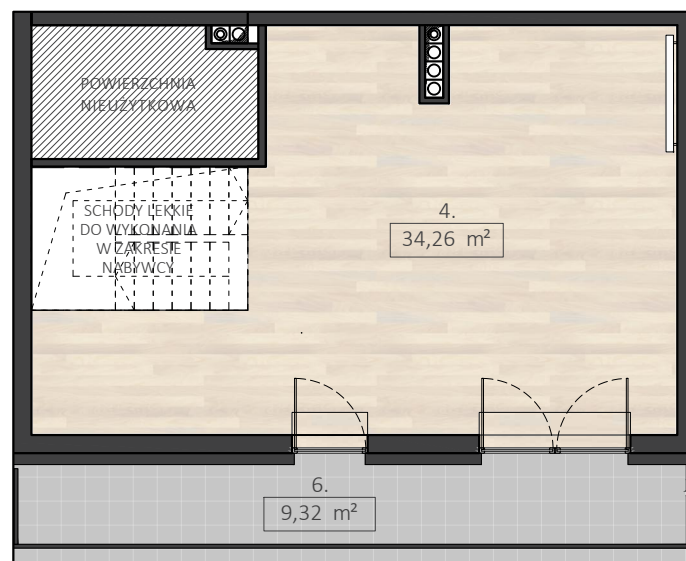 POWIERZCHNIA
NIEUŻYTKOWA
SCHODY LEKKIE
DO WYKONANIA
W ZAKRESIE
NABYWCY
4.
34,26 m²
6.
9,32 m²